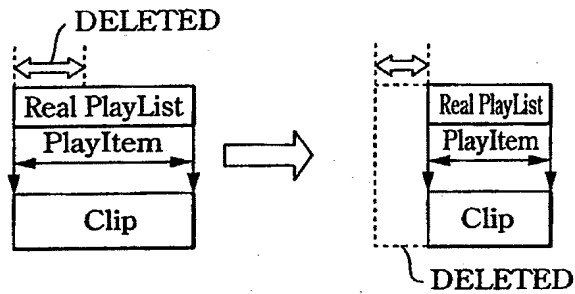 DELETED
Real PlayList
PlayItem
Clip
Real PlayList
PlayItem
Clip
DELETED